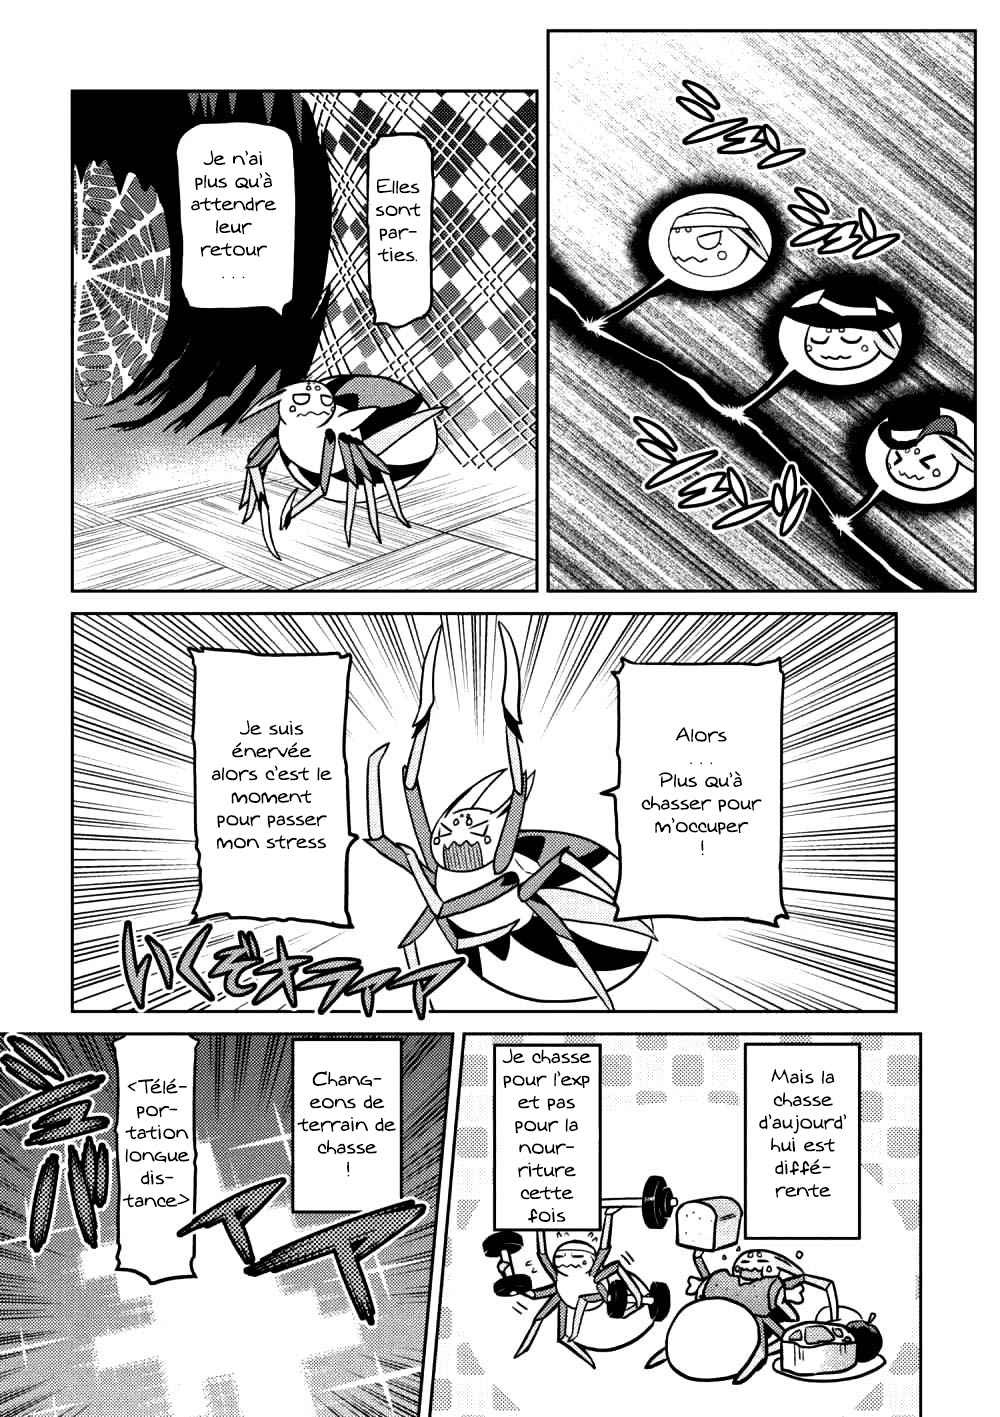 Elles
sont
par-
ties.
Je n'ai
plus qu'à
attendre
leur
retour
. . .
Alors
. . .
Plus qu'à
chasser pour
m'occuper
!
Je suis
énervée
alors c'est le
moment
pour passer
mon stress
いくぞオラァァァ
Mais la
chasse
d'aujourd'
hui est
diffé-
rente
Je chasse
pour l'exp
et pas
pour la
nour-
riture
cette
fois
Chang-
eons de
terrain de
chasse
!
<Télé-
por-
tation
longue
dis-
tance>